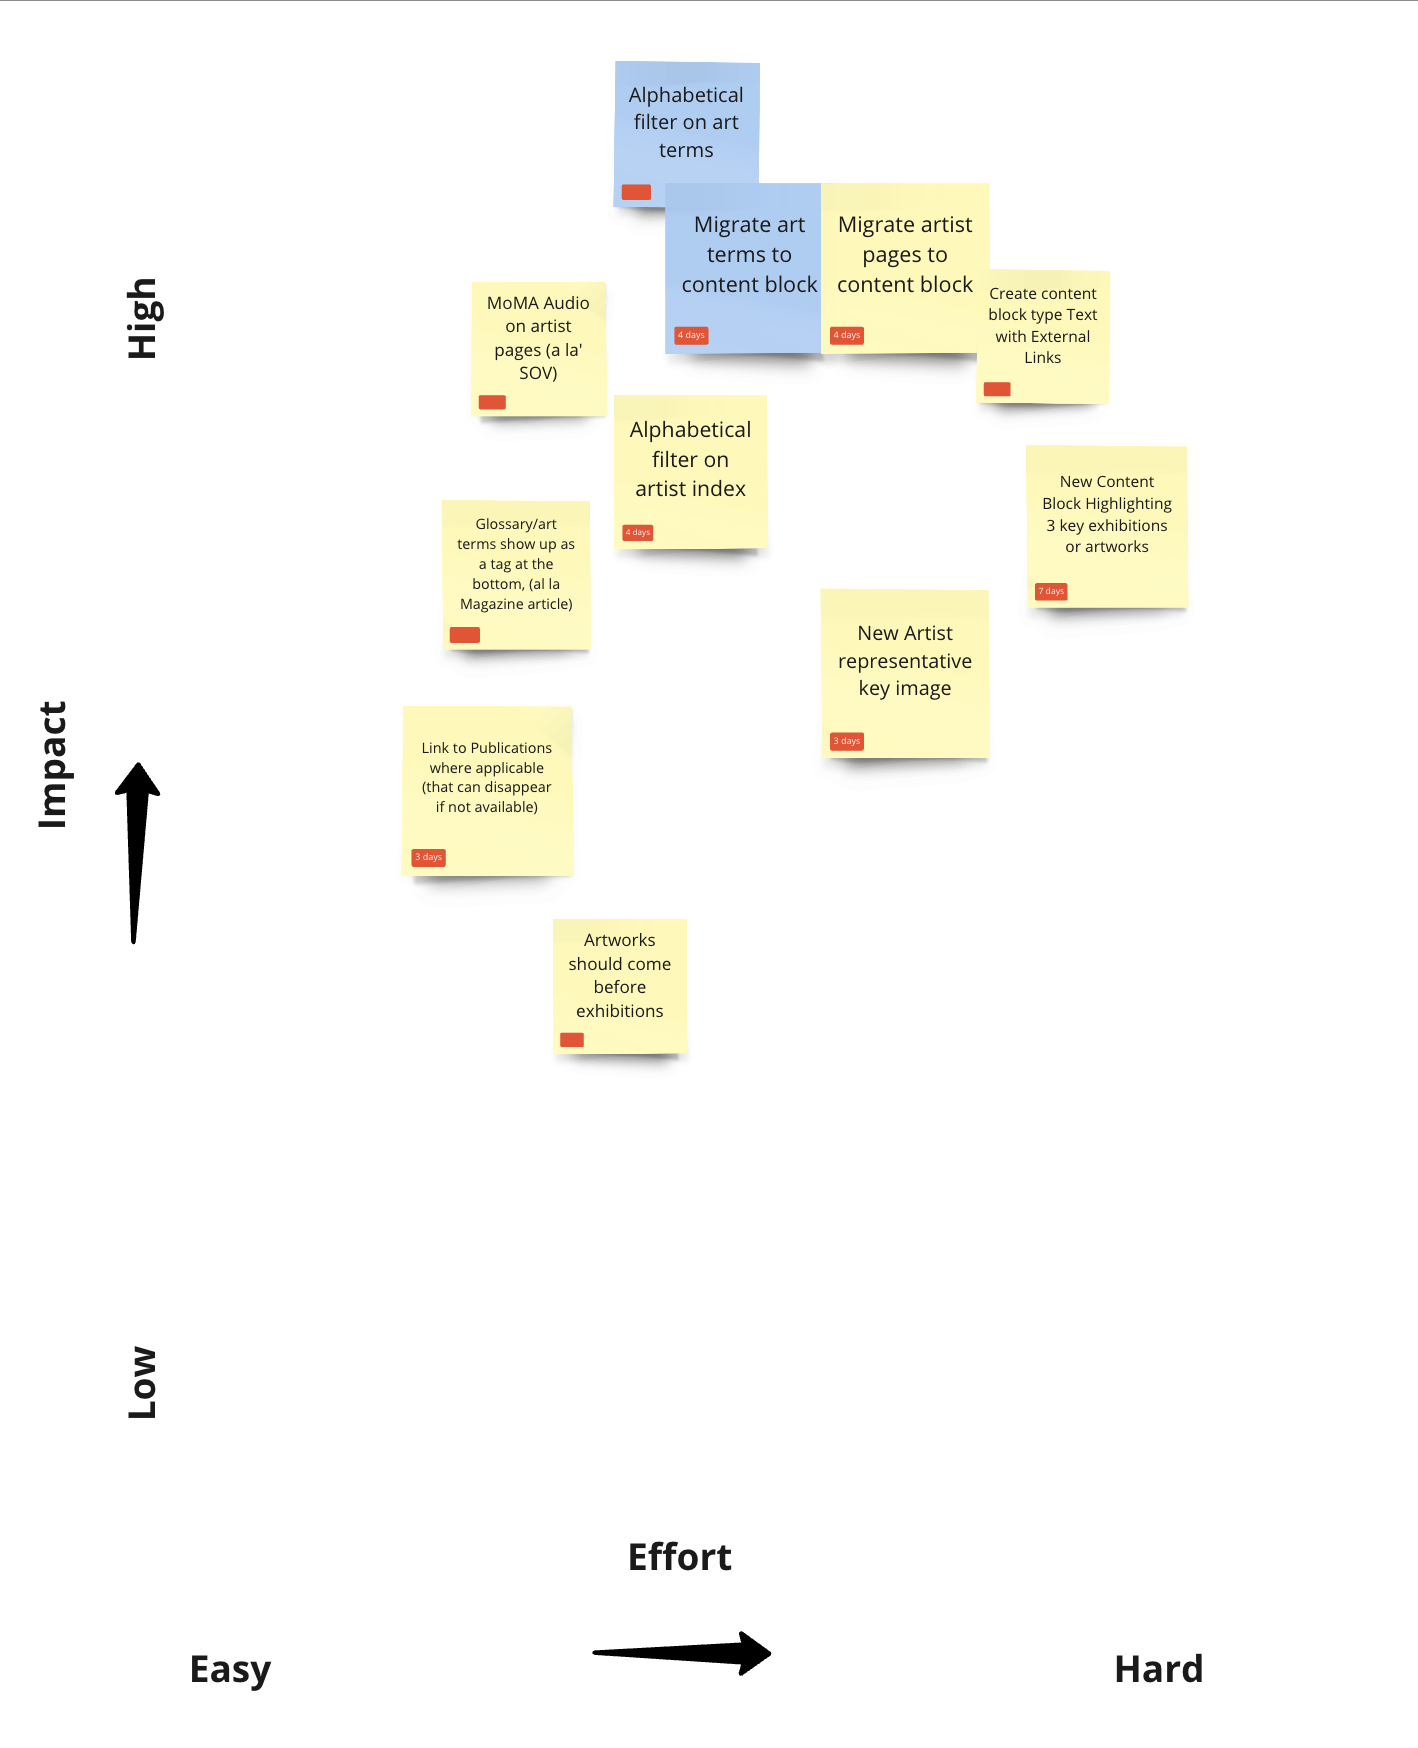 Alphabetical
filter on art
terms
Migrate art
terms to
content block
4 days
Migrate artist
pages to
content block
4 days
Create content
block type Text
with External
Links
MoMA Audio
on artist
pages (a la'
SOV)
High
Alphabetical
filter on
artist index
4 days
New Content
Block Highlighting
3 key exhibitions
or artworks
7 days
Glossary/art
terms show up as
a tag at the
bottom, (al la
Magazine article)
New Artist
representative
key image
3 days
Impact
Link to Publications
where applicable
(that can disappear
if not available)
3 days
Artworks
should come
before
exhibitions
Low
Effort
Easy
Hard